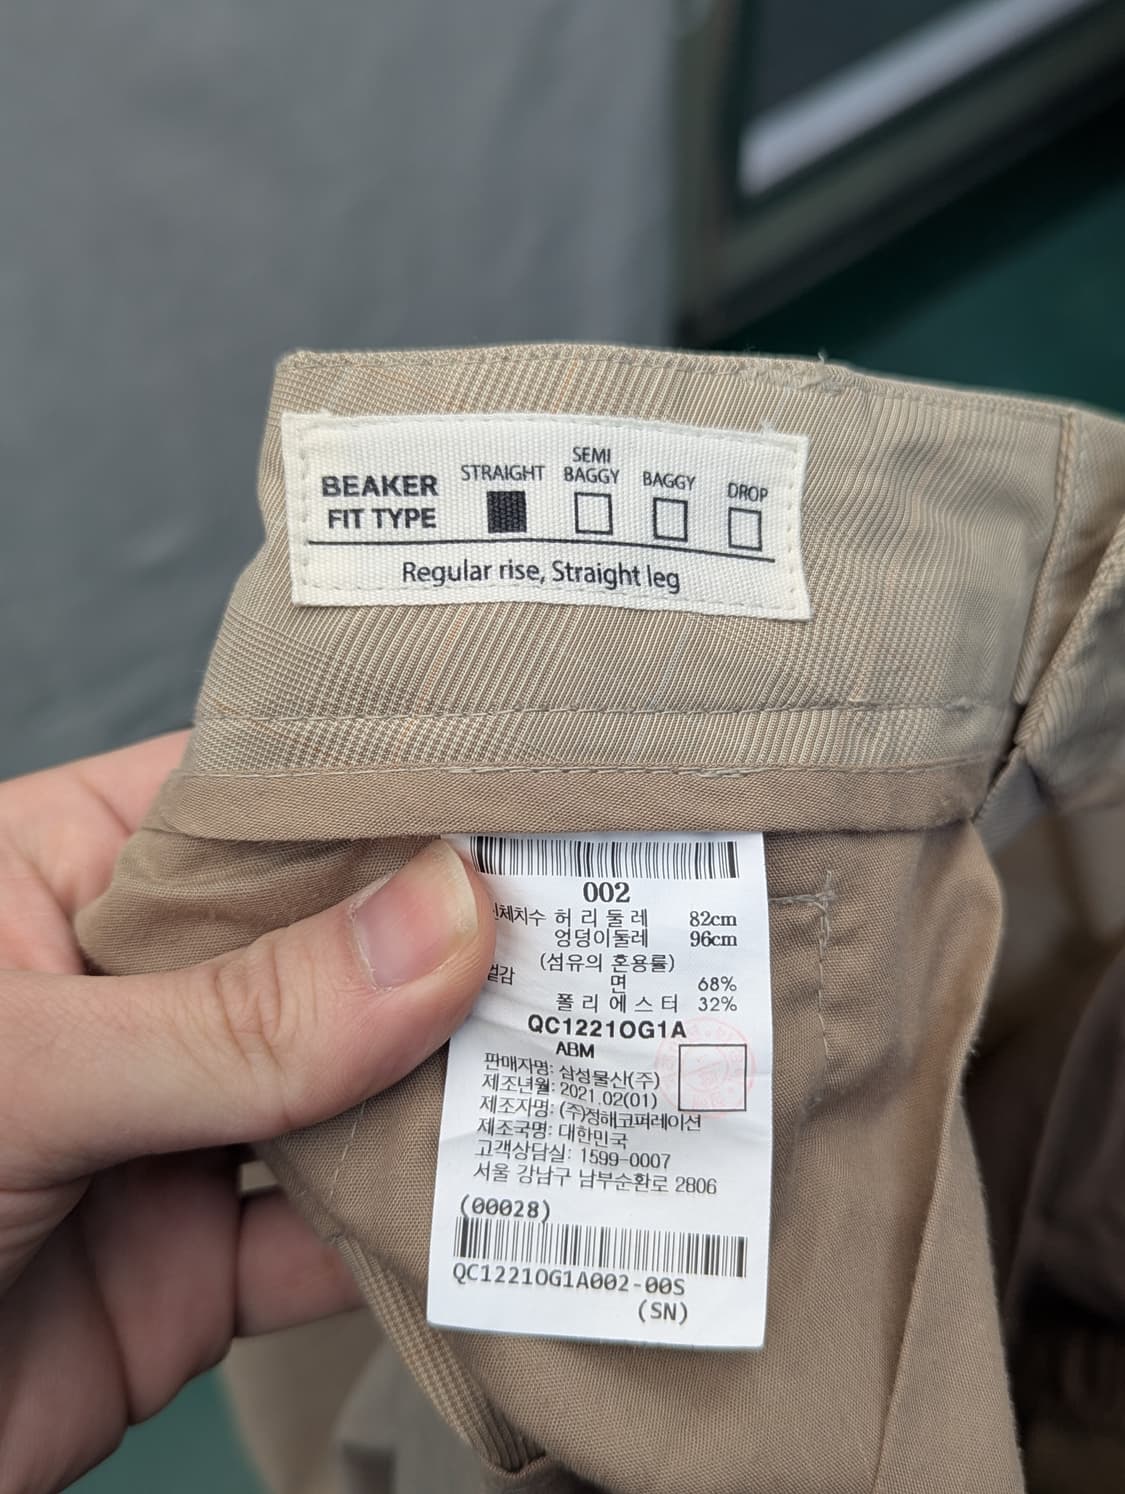 BEAKER
FIT TYPE
STRAIGHT
SEMI
BAGGY
BAGGY
DROP
Regular rise, Straight leg
002
체치수 허 리 둘 레 82cm
엉덩이둘레 96cm
(섬유의 혼용률)
겉감 면 68%
폴 리 에 스 터 32%
QC1221OG1A
ABM
판매자명: 삼성물산(주)
제조년월: 2021.02(01)
제조자명: (주)정해코퍼레이션
제조국명: 대한민국
고객상담실: 1599-0007
서울 강남구 남부순환로 2806
(00028)
QC1221OG1A002-00S
(SN)